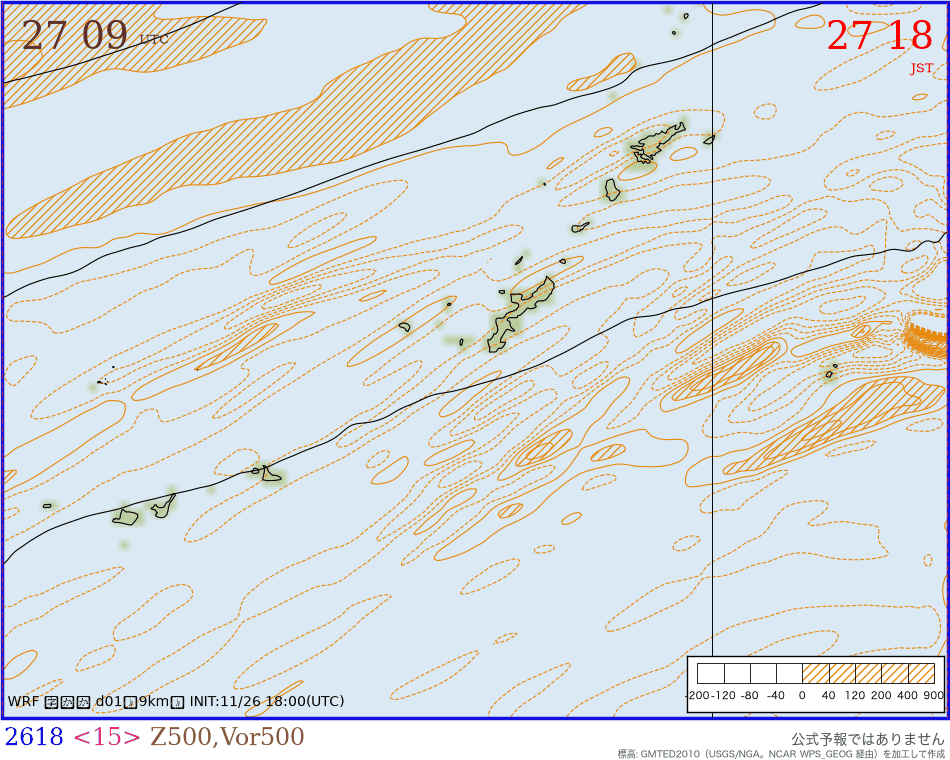 27 09 UTC
27 18
JST
-200 -120 -80 -40 0 40 120 200 400 900
WRF d01 9km INIT:11/26 18:00(UTC)
2618 <15> Z500,Vor500
公式予報ではありません
標高: GMTED2010（USGS/NGA。NCAR WPS_GEOG 経由）を加工して作成